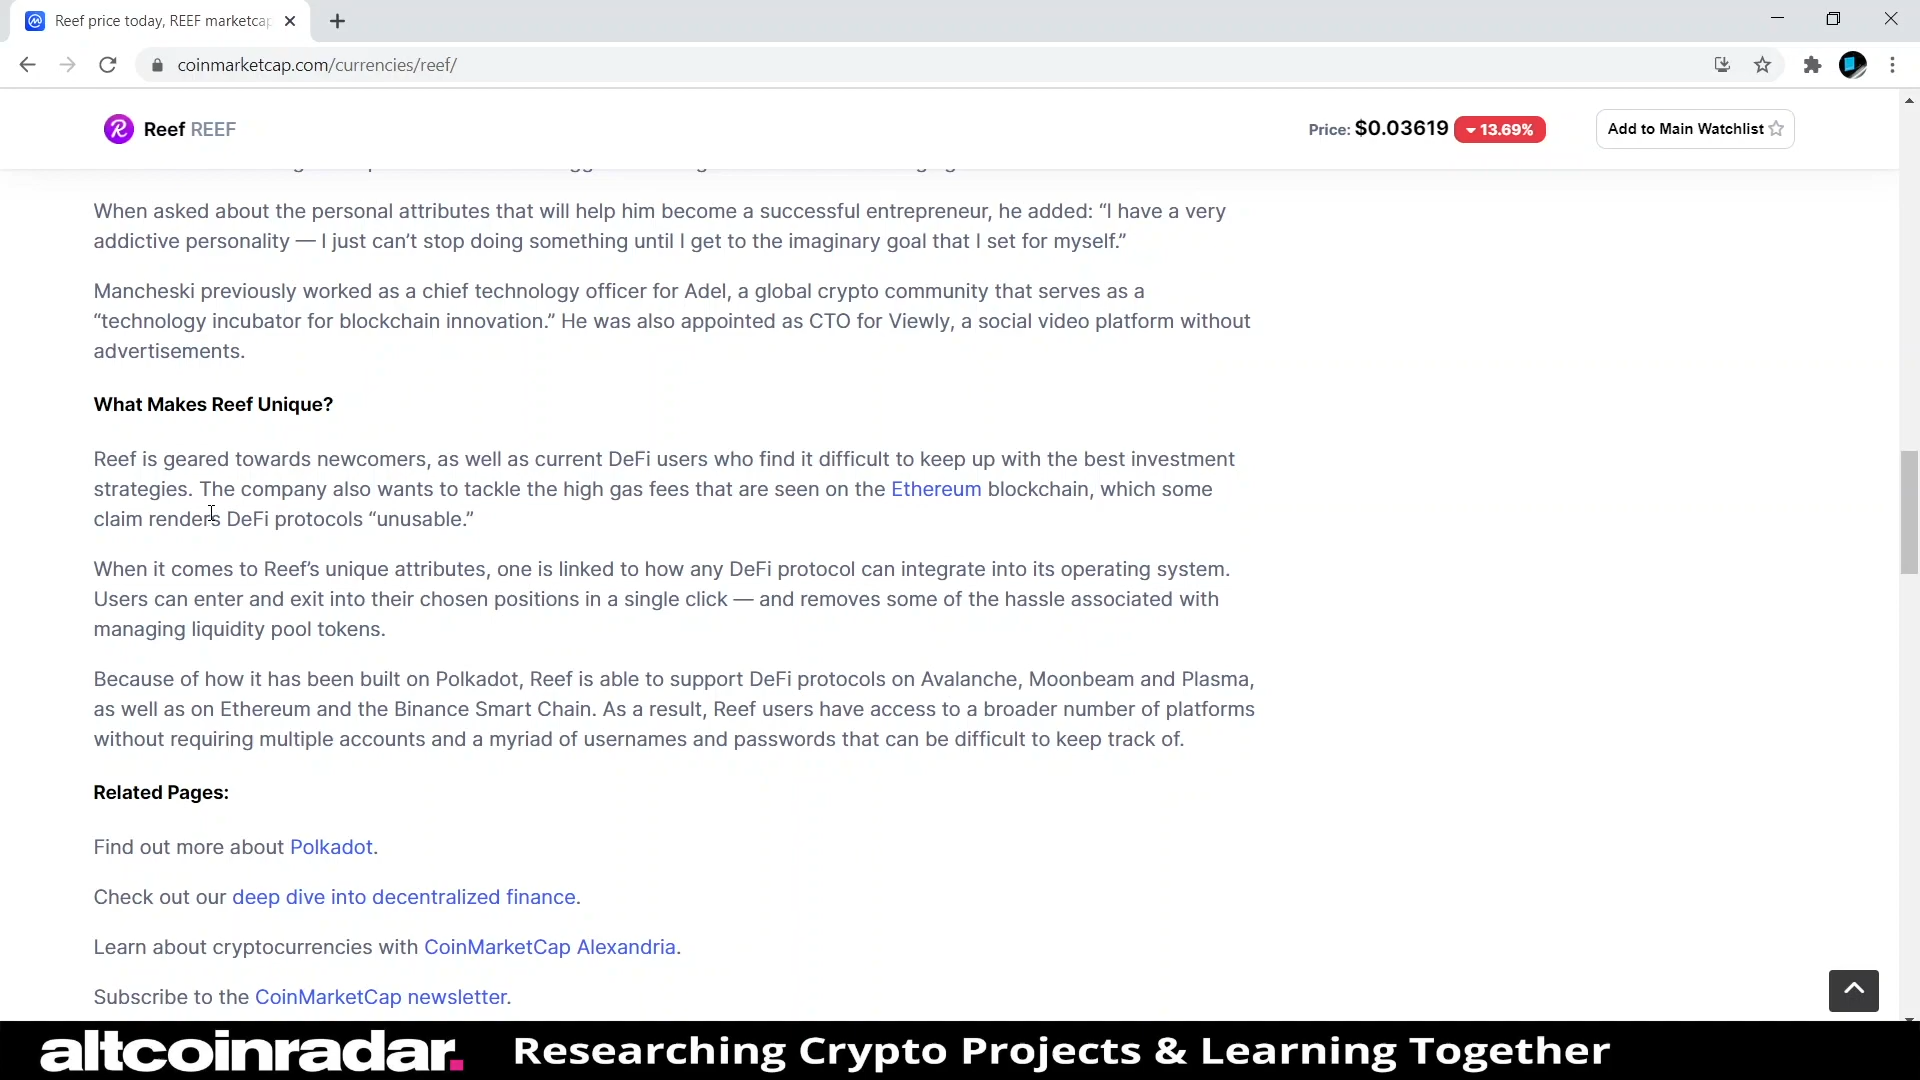 Reef price today, REEF marketcap
coinmarketcap.com/currencies/reef/
Reef REEF
Price: $0.03619 13.69%
Add to Main Watchlist
When asked about the personal attributes that will help him become a successful entrepreneur, he added: “I have a very
addictive personality — I just can’t stop doing something until I get to the imaginary goal that I set for myself.”
Mancheski previously worked as a chief technology officer for Adel, a global crypto community that serves as a
“technology incubator for blockchain innovation.” He was also appointed as CTO for Viewly, a social video platform without
advertisements.
What Makes Reef Unique?
Reef is geared towards newcomers, as well as current DeFi users who find it difficult to keep up with the best investment
strategies. The company also wants to tackle the high gas fees that are seen on the Ethereum blockchain, which some
claim renders DeFi protocols “unusable.”
When it comes to Reef’s unique attributes, one is linked to how any DeFi protocol can integrate into its operating system.
Users can enter and exit into their chosen positions in a single click — and removes some of the hassle associated with
managing liquidity pool tokens.
Because of how it has been built on Polkadot, Reef is able to support DeFi protocols on Avalanche, Moonbeam and Plasma,
as well as on Ethereum and the Binance Smart Chain. As a result, Reef users have access to a broader number of platforms
without requiring multiple accounts and a myriad of usernames and passwords that can be difficult to keep track of.
Related Pages:
Find out more about Polkadot.
Check out our deep dive into decentralized finance.
Learn about cryptocurrencies with CoinMarketCap Alexandria.
Subscribe to the CoinMarketCap newsletter.
altcoinradar. Researching Crypto Projects & Learning Together